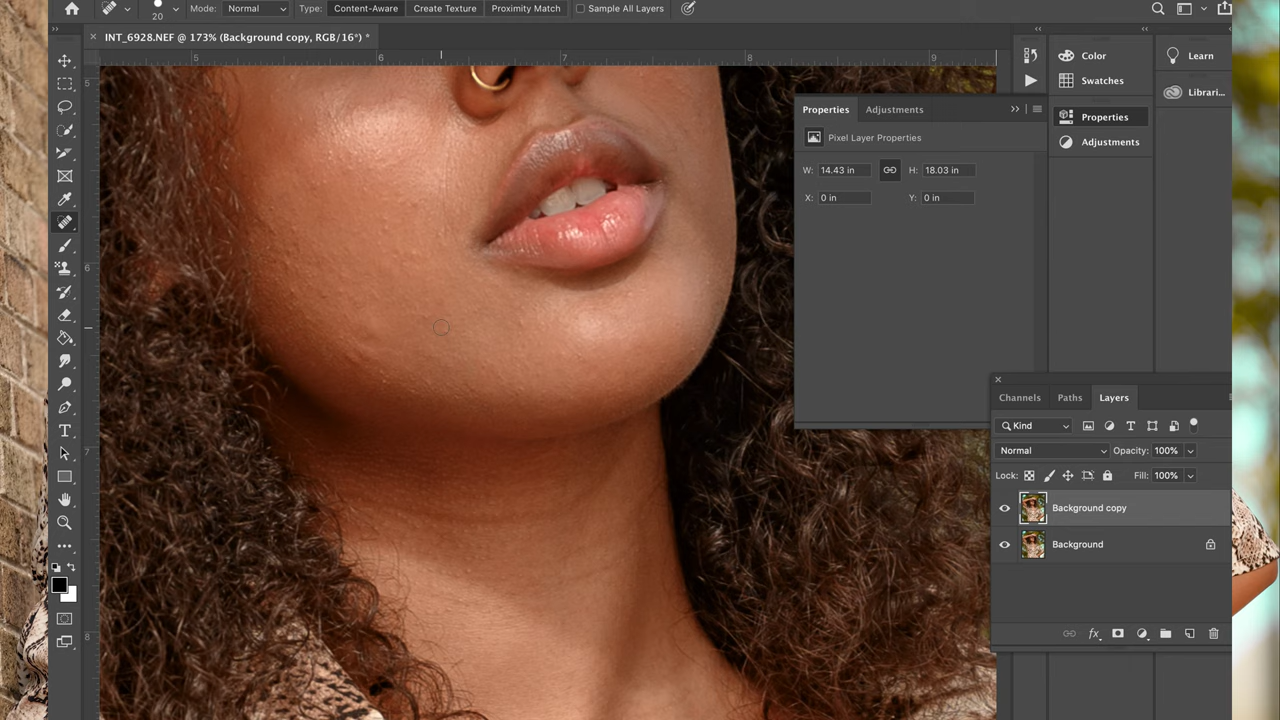 20
Mode: Normal
Type: Content-Aware Create Texture Proximity Match
Sample All Layers
× INT_6928.NEF @ 173% (Background copy, RGB/16*) *
5 6 7 8 9
5
6
7
8
Properties Adjustments
Pixel Layer Properties
W: 14.43 in H: 18.03 in
X: 0 in Y: 0 in
Color
Swatches
Properties
Adjustments
Learn
Librari...
Channels Paths Layers
Kind
Normal Opacity: 100%
Lock: Fill: 100%
Background copy
Background
fx